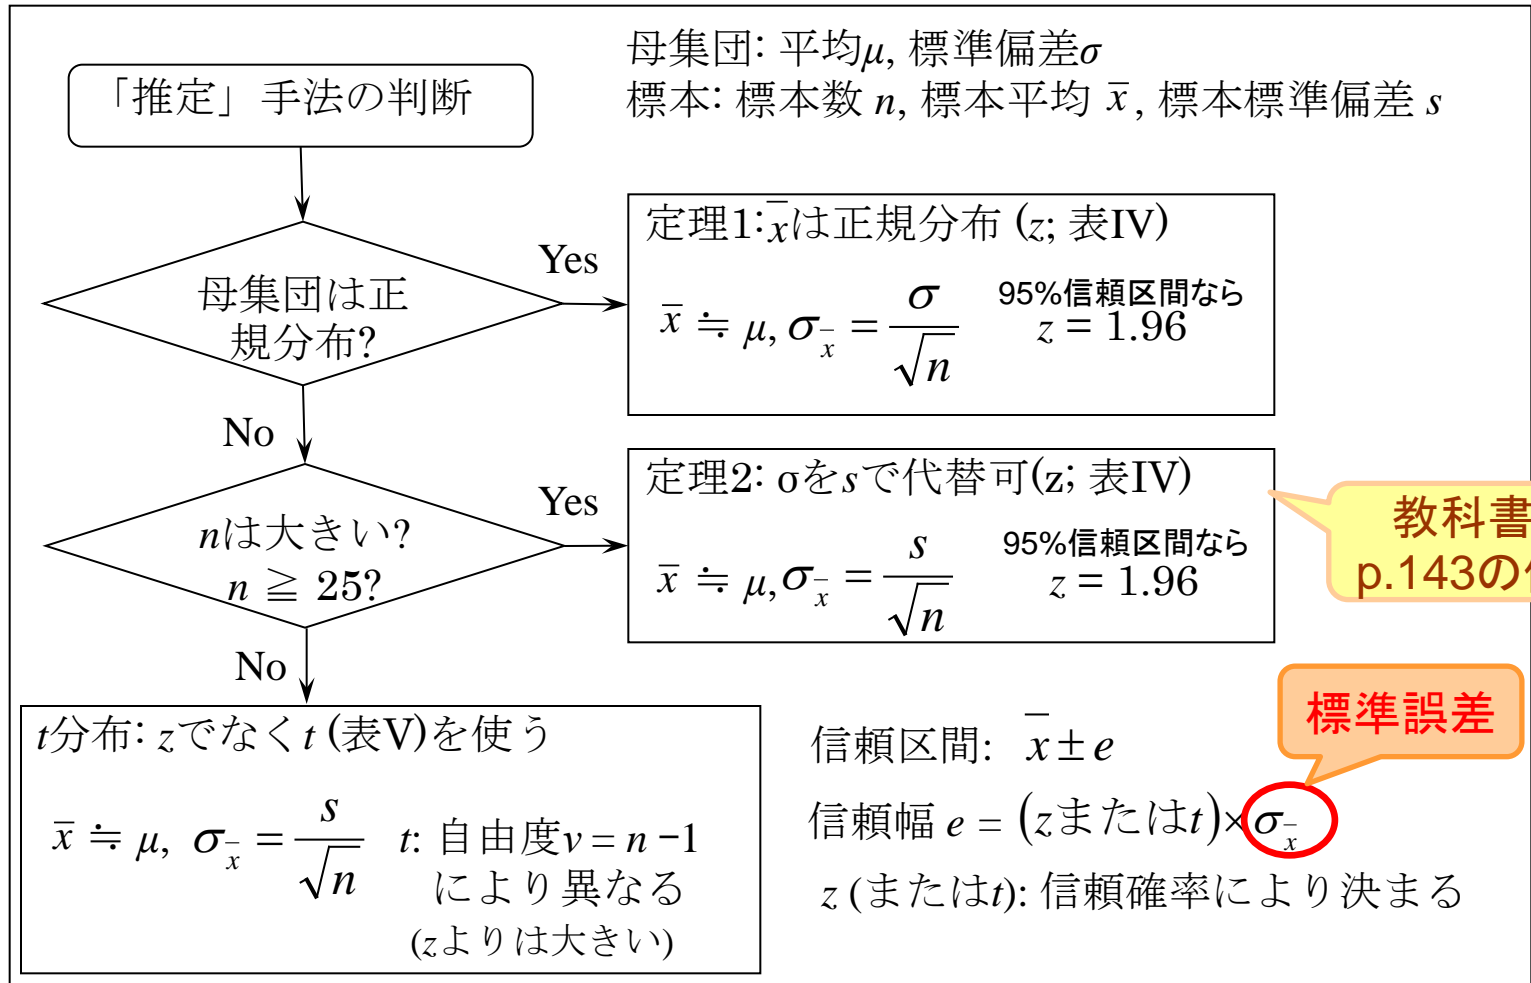 母集団: 平均μ, 標準偏差σ
標本: 標本数 n, 標本平均 x̄, 標本標準偏差 s
「推定」手法の判断
母集団は正
規分布?
Yes
定理1: x̄は正規分布 (z; 表IV)
x̄ ≒ μ, σx̄ = σ/√n
95%信頼区間なら
z = 1.96
No
nは大きい?
n ≧ 25?
Yes
定理2: σをsで代替可(z; 表IV)
x̄ ≒ μ, σx̄ = s/√n
95%信頼区間なら
z = 1.96
教科書
p.143の
No
t分布: zでなくt (表V)を使う
x̄ ≒ μ, σx̄ = s/√n
t: 自由度ν = n −1
により異なる
(zよりは大きい)
標準誤差
信頼区間: x̄ ± e
信頼幅 e = (zまたはt)×σx̄
z (またはt): 信頼確率により決まる